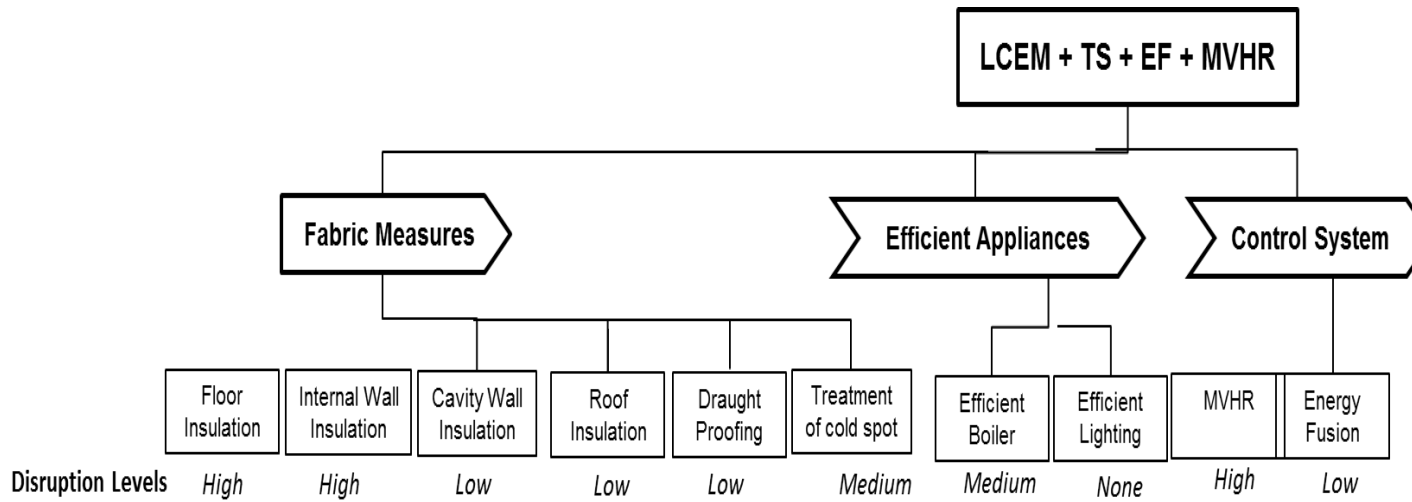 LCEM + TS + EF + MVHR
Fabric Measures
Efficient Appliances
Control System
Floor
Insulation
Internal Wall
Insulation
Cavity Wall
Insulation
Roof
Insulation
Draught
Proofing
Treatment
of cold spot
Efficient
Boiler
Efficient
Lighting
MVHR
Energy
Fusion
Disruption Levels High High Low Low Low Medium Medium None High Low